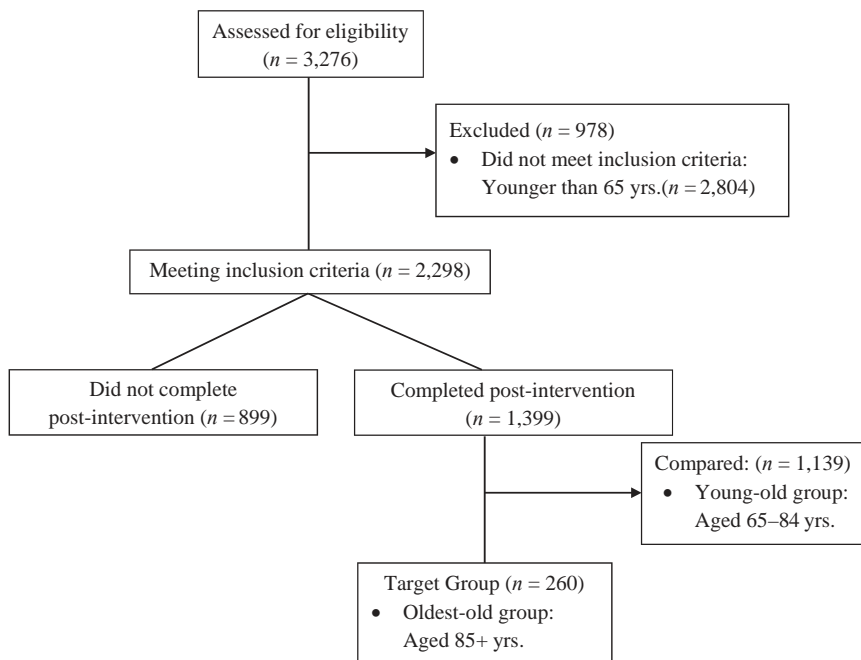 Assessed for eligibility
(n = 3,276)
Excluded (n = 978)
• Did not meet inclusion criteria:
Younger than 65 yrs.(n = 2,804)
Meeting inclusion criteria (n = 2,298)
Did not complete
post-intervention (n = 899)
Completed post-intervention
(n = 1,399)
Compared: (n = 1,139)
• Young-old group:
Aged 65–84 yrs.
Target Group (n = 260)
• Oldest-old group:
Aged 85+ yrs.